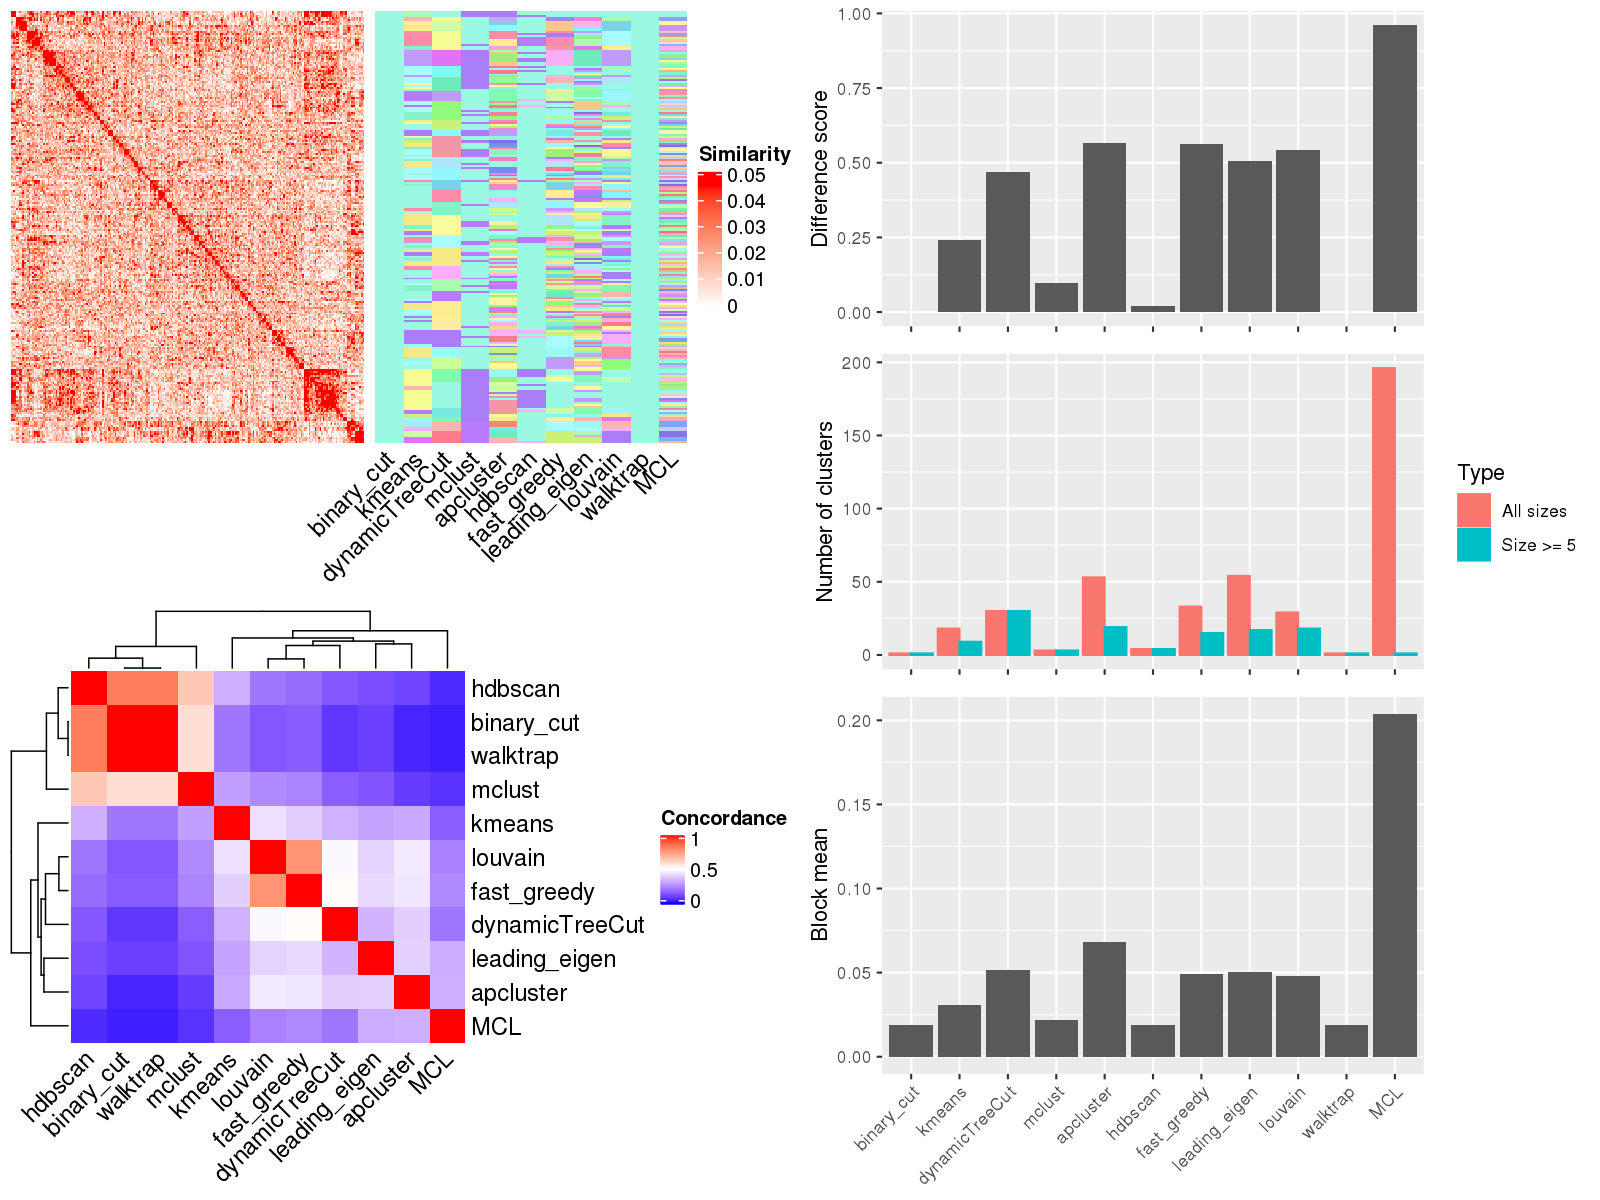 Similarity
0.05
0.04
0.03
0.02
0.01
0
binary_cut
kmeans
dynamicTreeCut
mclust
apcluster
hdbscan
fast_greedy
leading_eigen
louvain
walktrap
MCL
hdbscan
binary_cut
walktrap
mclust
kmeans
louvain
fast_greedy
dynamicTreeCut
leading_eigen
apcluster
MCL
Concordance
1
0.5
0
hdbscan
binary_cut
walktrap
mclust
kmeans
louvain
fast_greedy
dynamicTreeCut
leading_eigen
apcluster
MCL
Difference score
1.00
0.75
0.50
0.25
0.00
Number of clusters
200
150
100
50
0
Type
All sizes
Size >= 5
Block mean
0.20
0.15
0.10
0.05
0.00
binary_cut
kmeans
dynamicTreeCut
mclust
apcluster
hdbscan
fast_greedy
leading_eigen
louvain
walktrap
MCL